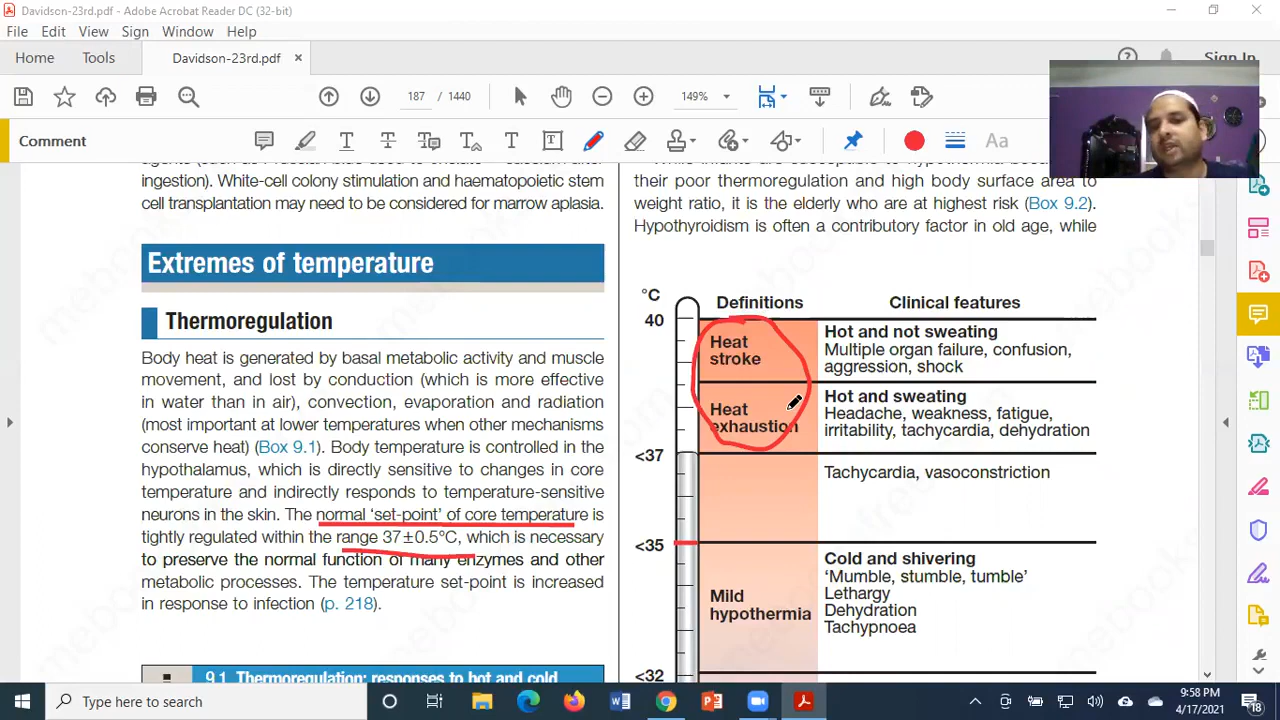 Davidson-23rd.pdf - Adobe Acrobat Reader DC (32-bit)
File Edit View Sign Window Help
Home Tools Davidson-23rd.pdf × Sign In
187 / 1440 149%
Comment
ingestion). White-cell colony stimulation and haematopoietic stem
cell transplantation may need to be considered for marrow aplasia.
Extremes of temperature
Thermoregulation
Body heat is generated by basal metabolic activity and muscle
movement, and lost by conduction (which is more effective
in water than in air), convection, evaporation and radiation
(most important at lower temperatures when other mechanisms
conserve heat) (Box 9.1). Body temperature is controlled in the
hypothalamus, which is directly sensitive to changes in core
temperature and indirectly responds to temperature-sensitive
neurons in the skin. The normal ‘set-point’ of core temperature is
tightly regulated within the range 37±0.5°C, which is necessary
to preserve the normal function of many enzymes and other
metabolic processes. The temperature set-point is increased
in response to infection (p. 218).
9.1 Thermoregulation: responses to hot and cold
their poor thermoregulation and high body surface area to
weight ratio, it is the elderly who are at highest risk (Box 9.2).
Hypothyroidism is often a contributory factor in old age, while
°C Definitions Clinical features
40
Heat
stroke
Hot and not sweating
Multiple organ failure, confusion,
aggression, shock
Heat
exhaustion
Hot and sweating
Headache, weakness, fatigue,
irritability, tachycardia, dehydration
<37
Tachycardia, vasoconstriction
<35
Mild
hypothermia
Cold and shivering
‘Mumble, stumble, tumble’
Lethargy
Dehydration
Tachypnoea
<32
Type here to search
9:58 PM
4/17/2021
18